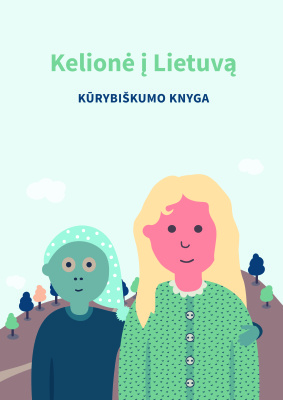 Kelionė į Lietuvą
KŪRYBIŠKUMO KNYGA